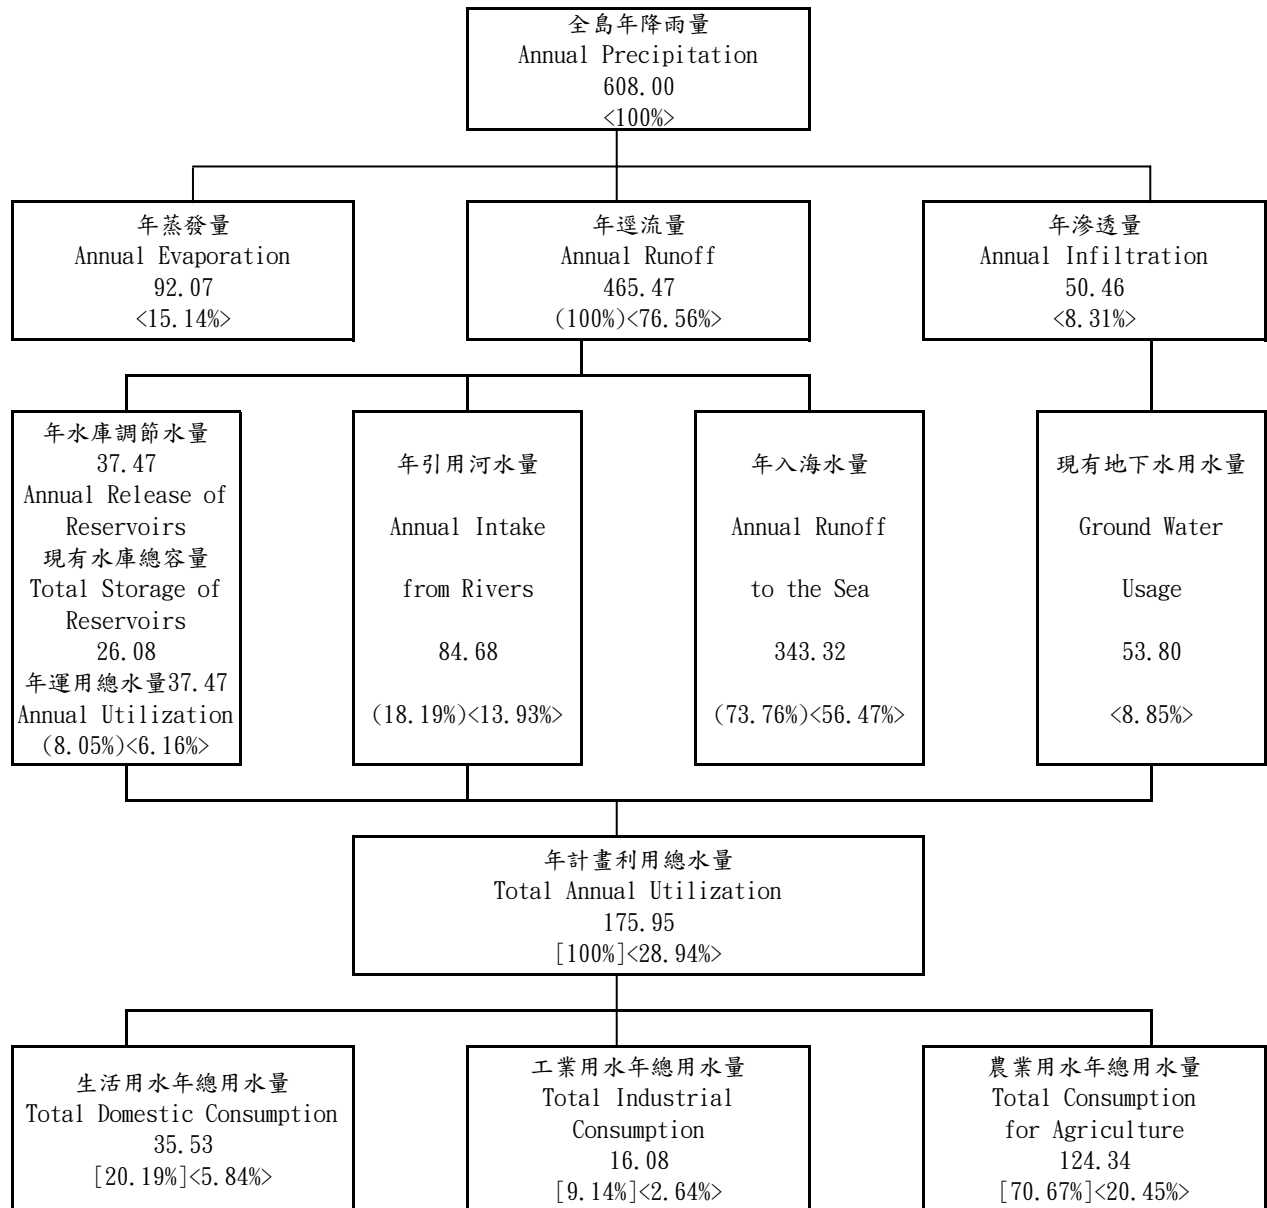 全島年降雨量
Annual Precipitation
608.00
<100%>
年蒸發量
Annual Evaporation
92.07
<15.14%>
年逕流量
Annual Runoff
465.47
(100%)<76.56%>
年滲透量
Annual Infiltration
50.46
<8.31%>
年水庫調節水量
37.47
Annual Release of
Reservoirs
現有水庫總容量
Total Storage of
Reservoirs
26.08
年運用總水量37.47
Annual Utilization
(8.05%)<6.16%>
年引用河水量
Annual Intake
from Rivers
84.68
(18.19%)<13.93%>
年入海水量
Annual Runoff
to the Sea
343.32
(73.76%)<56.47%>
現有地下水用水量
Ground Water
Usage
53.80
<8.85%>
年計畫利用總水量
Total Annual Utilization
175.95
[100%]<28.94%>
生活用水年總用水量
Total Domestic Consumption
35.53
[20.19%]<5.84%>
工業用水年總用水量
Total Industrial
Consumption
16.08
[9.14%]<2.64%>
農業用水年總用水量
Total Consumption
for Agriculture
124.34
[70.67%]<20.45%>